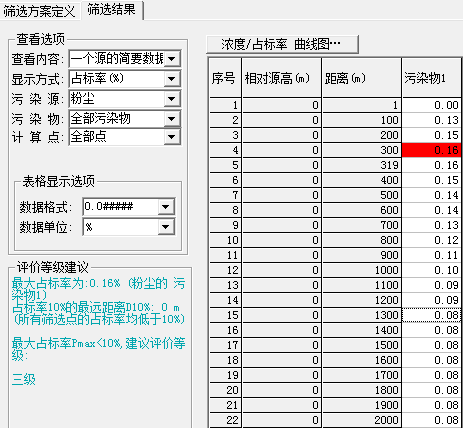 筛选方案定义 筛选结果
查看选项
查看内容: 一个源的简要数据
显示方式: 占标率(%)
污 染 源: 粉尘
污 染 物: 全部污染物
计 算 点: 全部点
表格显示选项
数据格式: 0.0#####
数据单位: %
评价等级建议
最大占标率为:0.16% (粉尘的 污
染物1)
占标率10%的最远距离D10%: 0 m
(所有筛选点的占标率均低于10%)
最大占标率Pmax<10%,建议评价等
级:
三级
浓度/占标率 曲线图…
序号 相对源高(m) 距离(m) 污染物1
1 0 1 0.00
2 0 100 0.13
3 0 200 0.15
4 0 300 0.16
5 0 319 0.16
6 0 400 0.15
7 0 500 0.14
8 0 600 0.14
9 0 700 0.13
10 0 800 0.12
11 0 900 0.11
12 0 1000 0.10
13 0 1100 0.09
14 0 1200 0.09
15 0 1300 0.08
16 0 1400 0.08
17 0 1500 0.08
18 0 1600 0.08
19 0 1700 0.08
20 0 1800 0.08
21 0 1900 0.08
22 0 2000 0.08